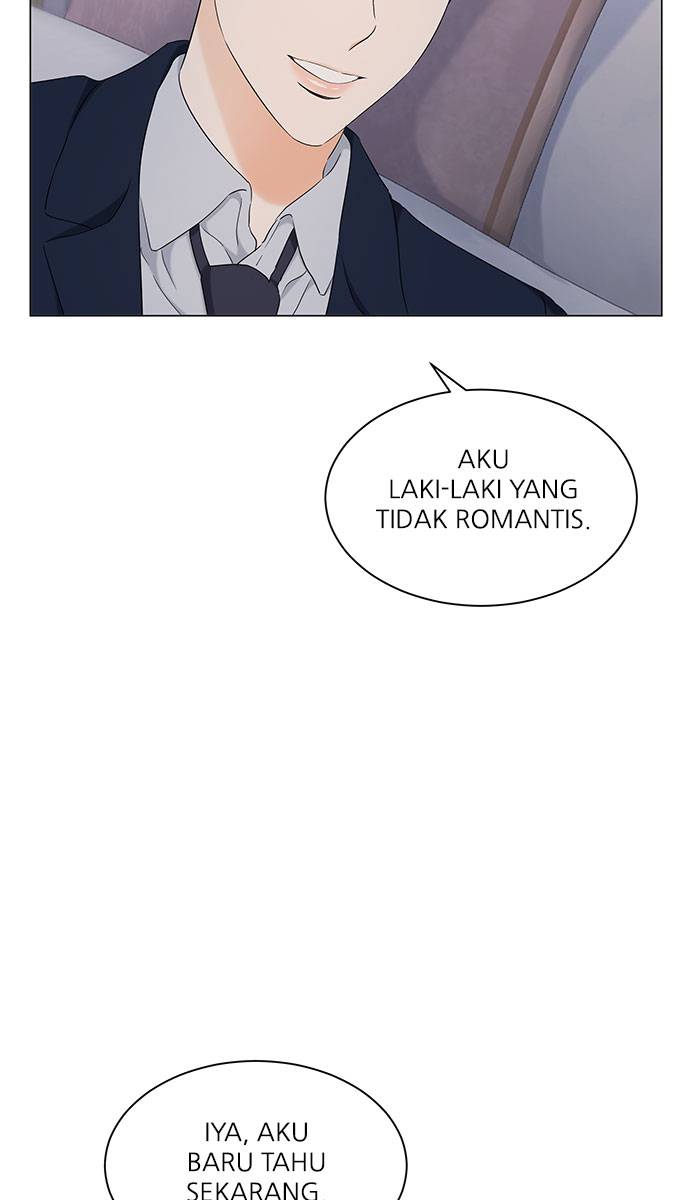 AKU
LAKI-LAKI YANG
TIDAK ROMANTIS.
IYA, AKU
BARU TAHU
SEKARANG.